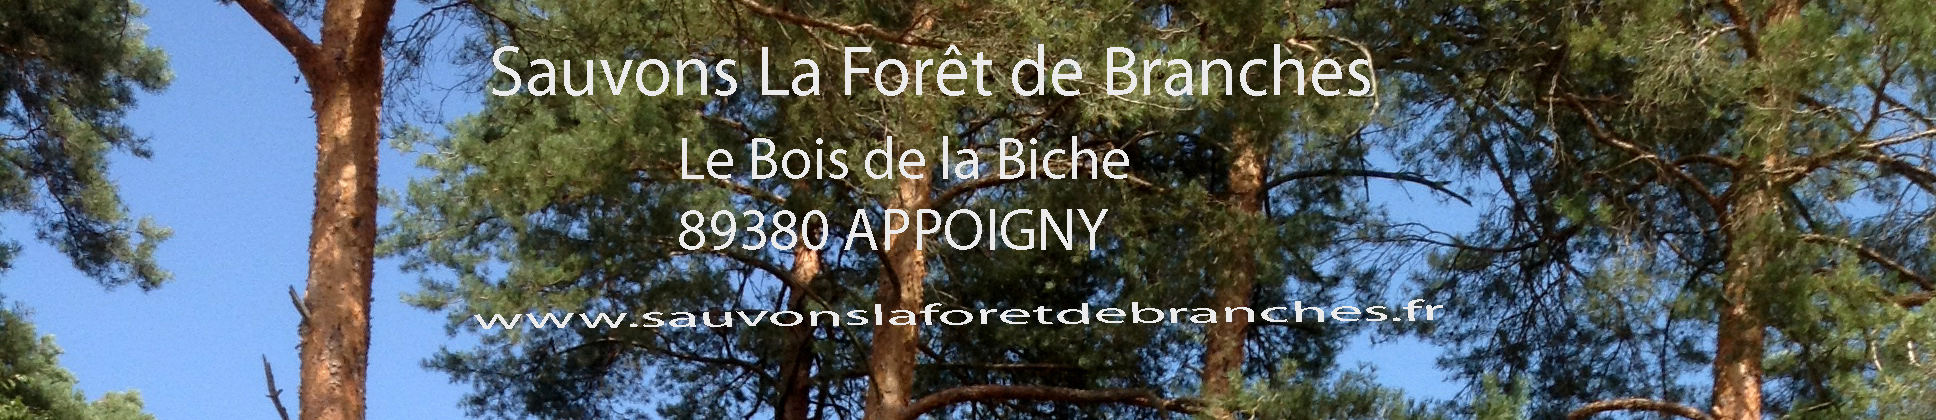 Sauvons La Forêt de Branches
Le Bois de la Biche
89380 APPOIGNY
www.sauvonslaforetdebranches.fr